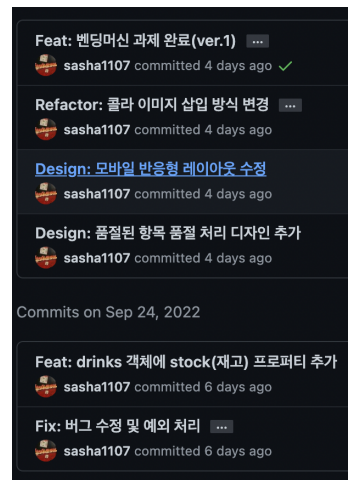 Feat: 벤딩머신 과제 완료(ver.1) ...
sasha1107 committed 4 days ago
Refactor: 콜라 이미지 삽입 방식 변경 ...
sasha1107 committed 4 days ago
Design: 모바일 반응형 레이아웃 수정
sasha1107 committed 4 days ago
Design: 품절된 항목 품절 처리 디자인 추가
sasha1107 committed 4 days ago
Commits on Sep 24, 2022
Feat: drinks 객체에 stock(재고) 프로퍼티 추가
sasha1107 committed 6 days ago
Fix: 버그 수정 및 예외 처리 ...
sasha1107 committed 6 days ago